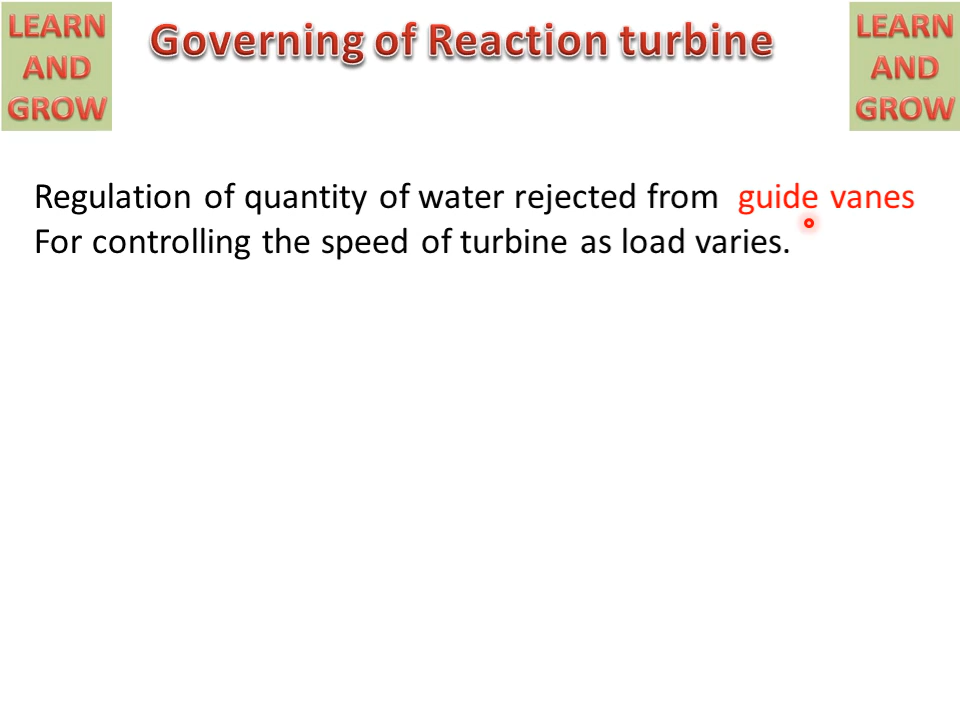 LEARN
AND
GROW
Governing of Reaction turbine
LEARN
AND
GROW
Regulation of quantity of water rejected from guide vanes
For controlling the speed of turbine as load varies.